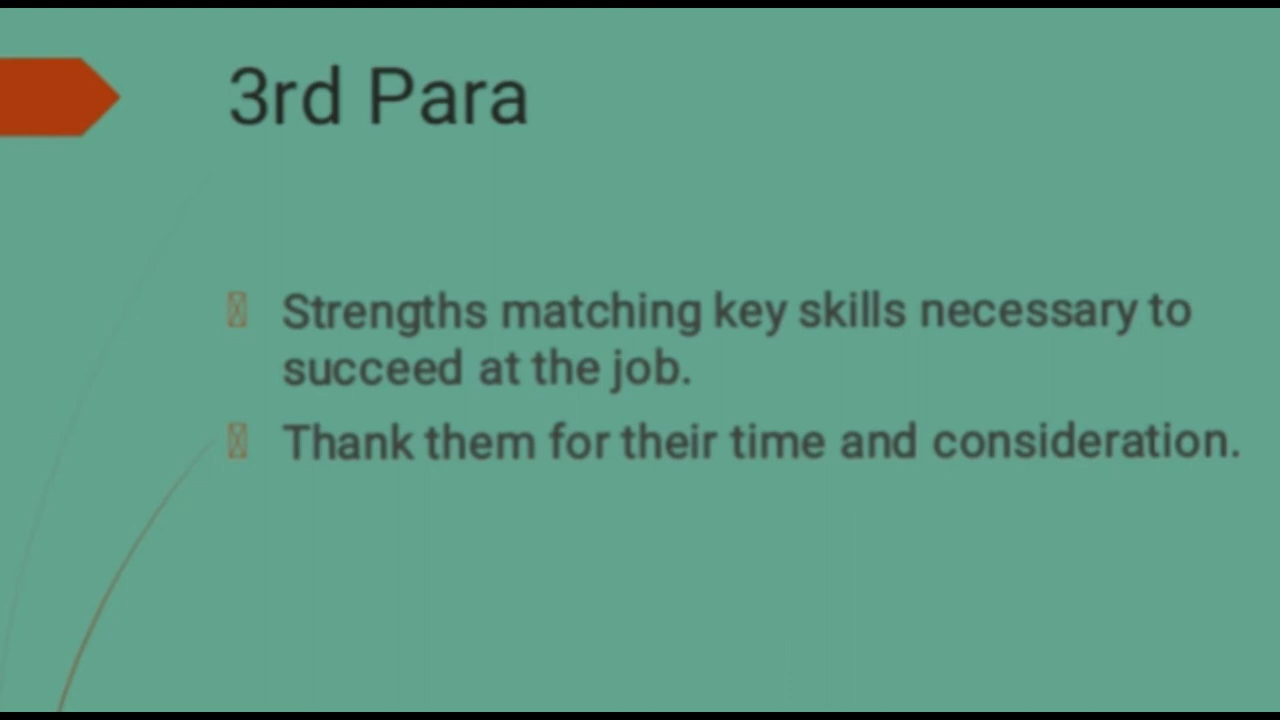 3rd Para
Strengths matching key skills necessary to
succeed at the job.
Thank them for their time and consideration.